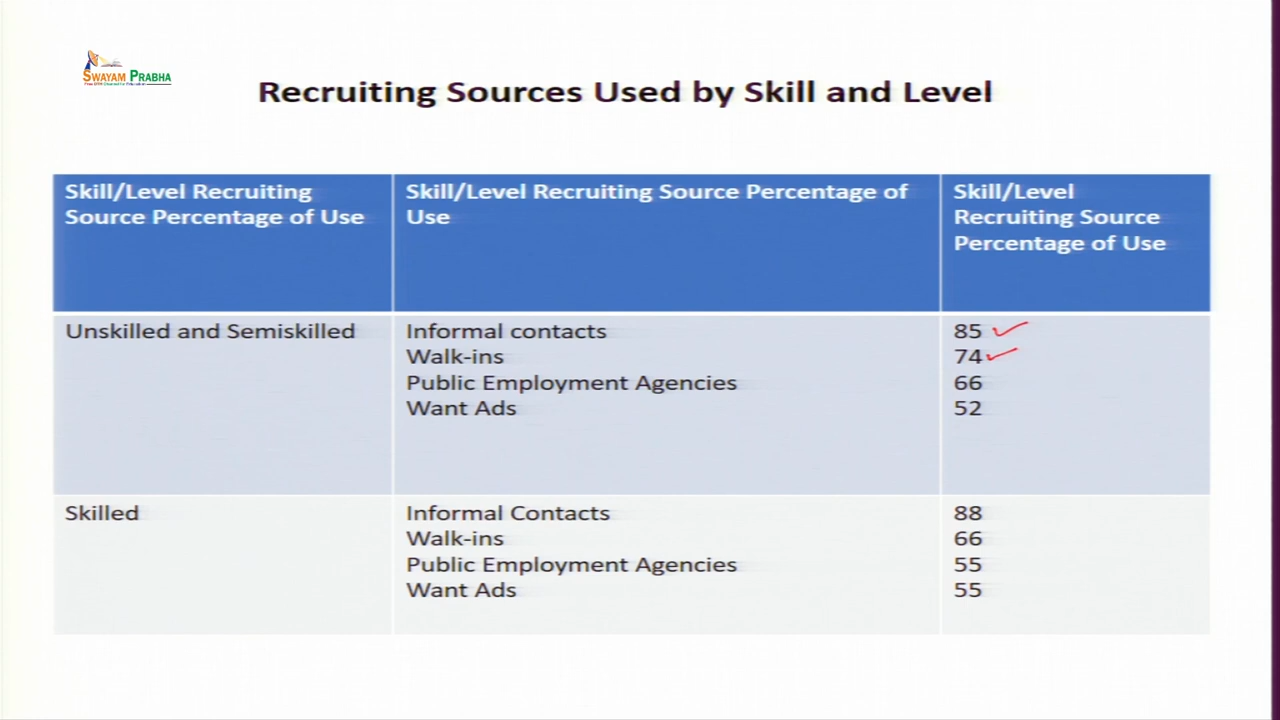 SWAYAM PRABHA
Recruiting Sources Used by Skill and Level
Skill/Level Recruiting
Source Percentage of Use
Skill/Level Recruiting Source Percentage of
Use
Skill/Level
Recruiting Source
Percentage of Use
Unskilled and Semiskilled
Informal contacts
85
Walk-ins
74
Public Employment Agencies
66
Want Ads
52
Skilled
Informal Contacts
88
Walk-ins
66
Public Employment Agencies
55
Want Ads
55